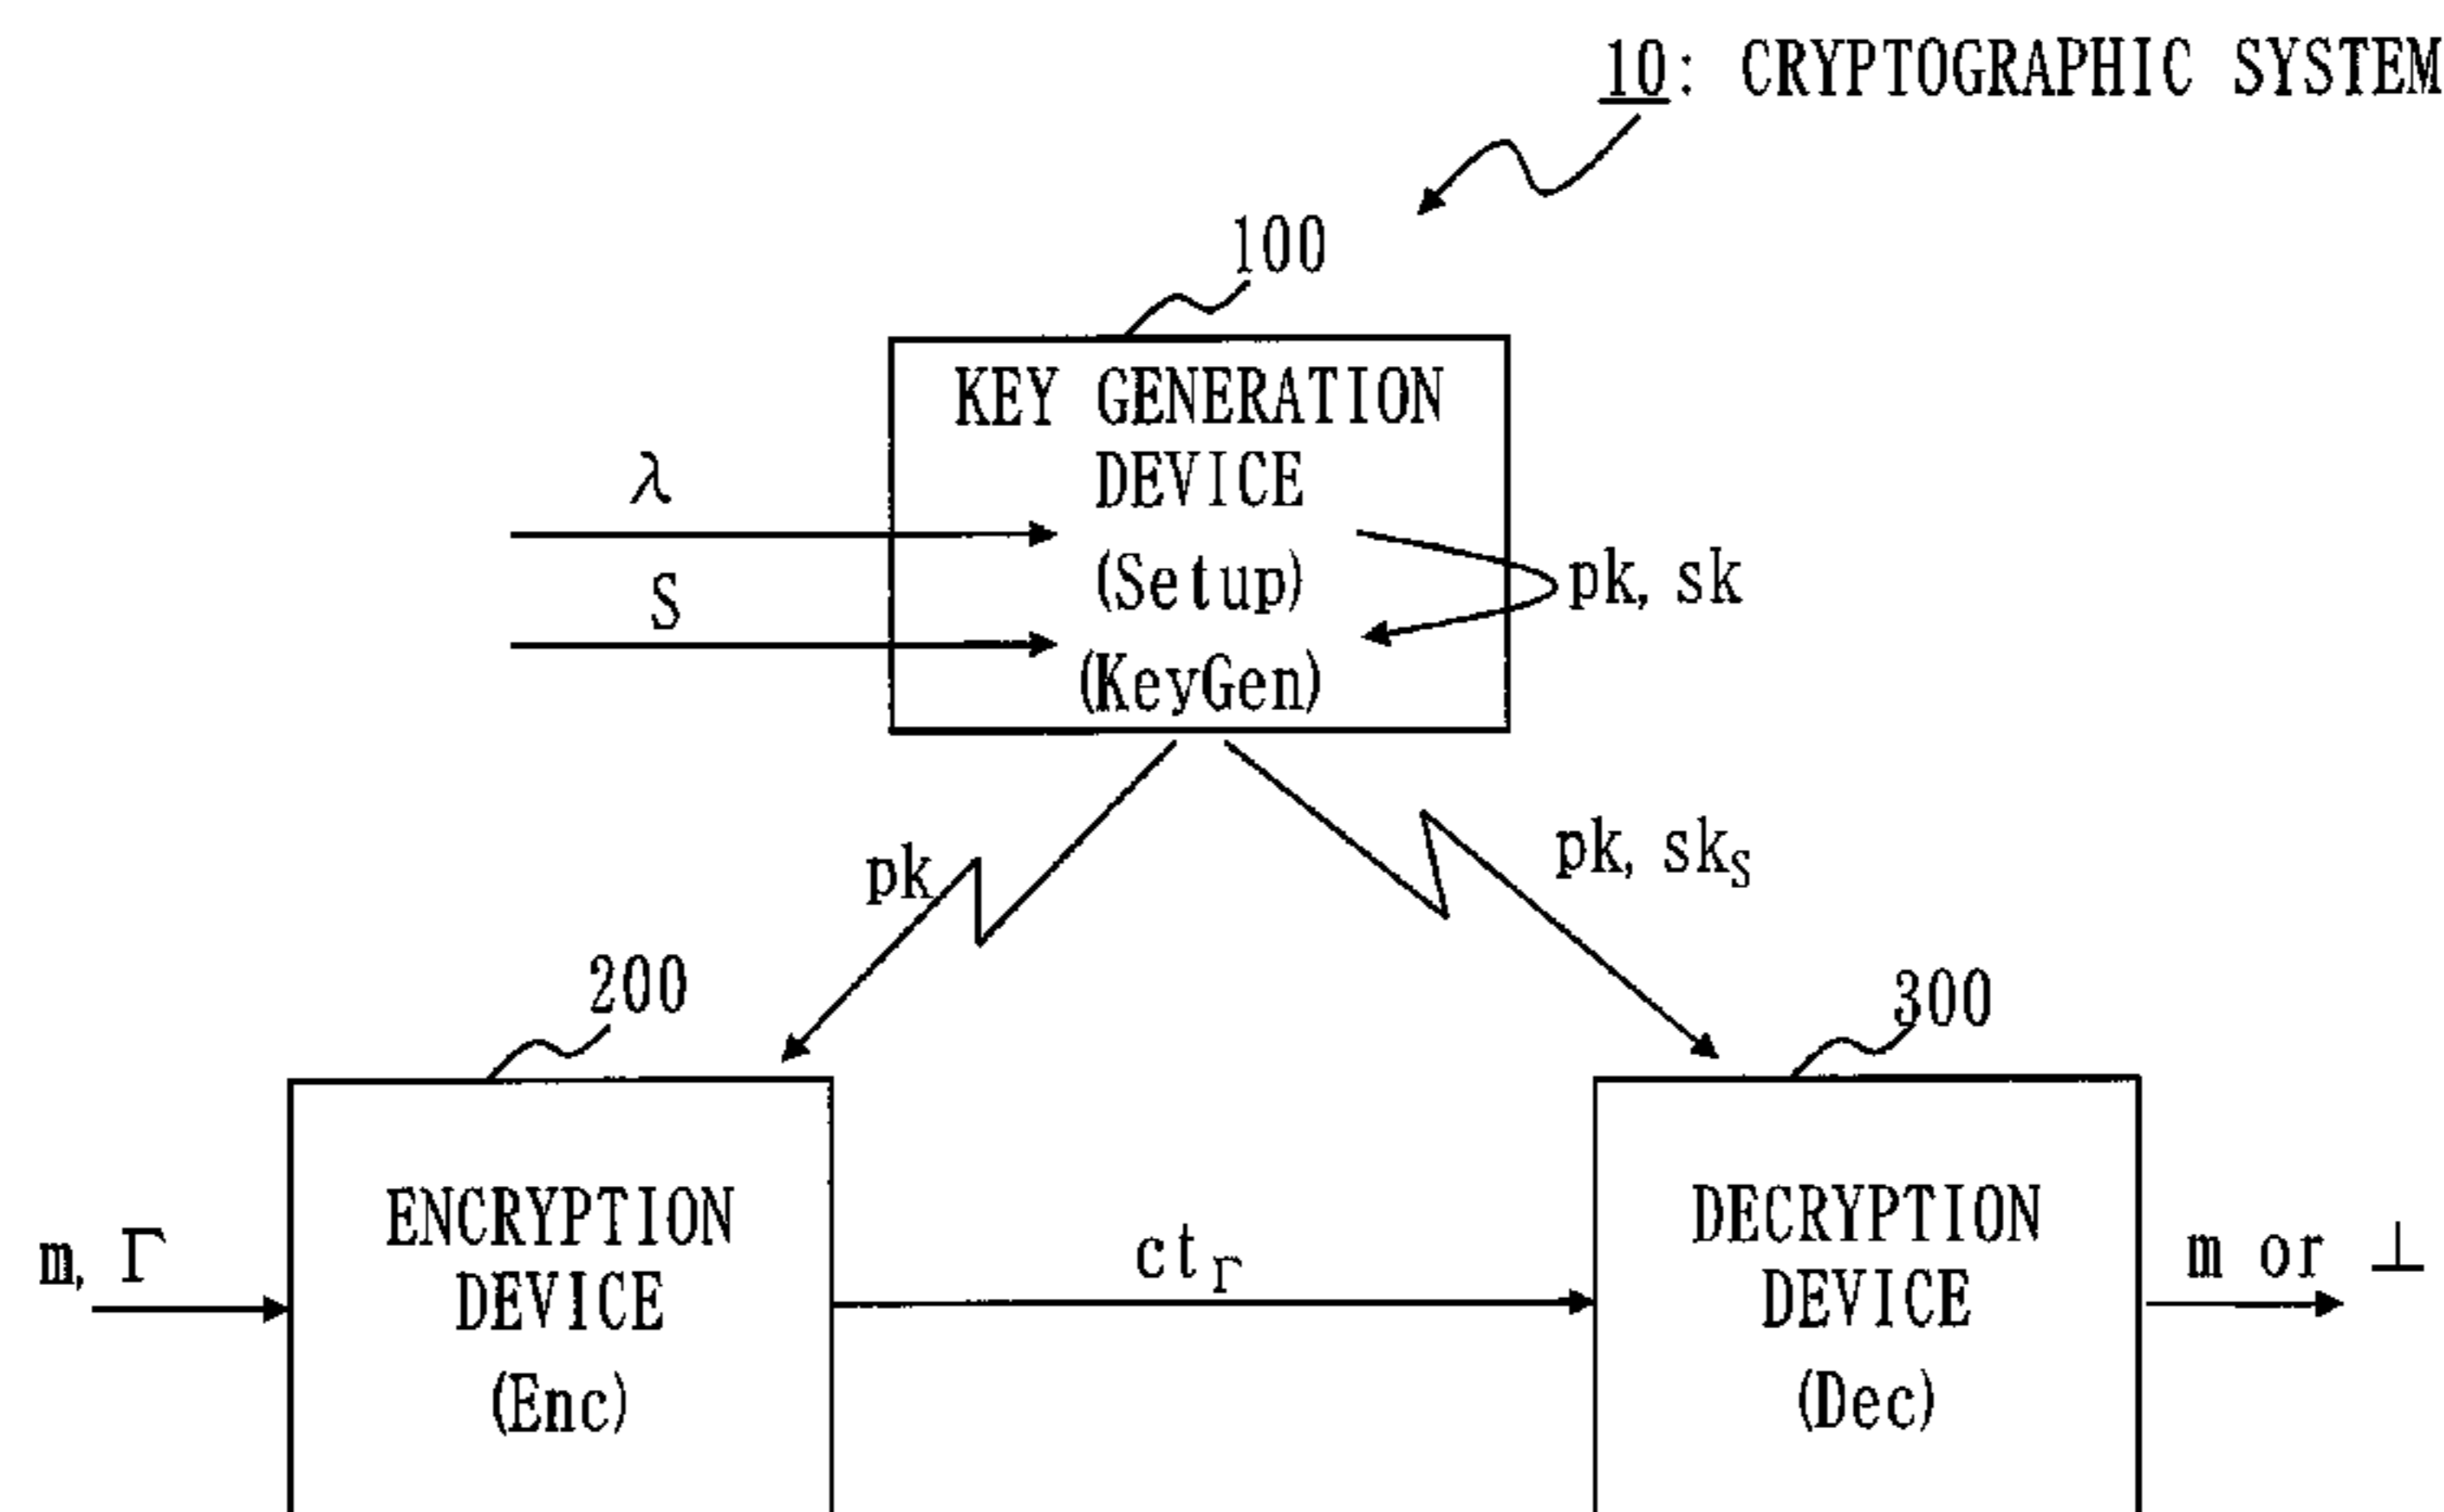 10: CRYPTOGRAPHIC SYSTEM
100
KEY GENERATION
DEVICE
(Setup)
(KeyGen)
λ
S
pk, sk
pk
pk, skS
200
300
ENCRYPTION
DEVICE
(Enc)
m, Γ
ctΓ
DECRYPTION
DEVICE
(Dec)
m or ⊥